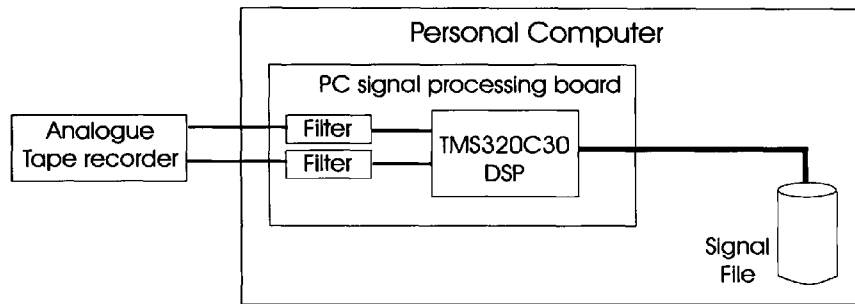 Personal Computer
PC signal processing board
Analogue
Tape recorder
Filter
Filter
TMS320C30
DSP
Signal
File